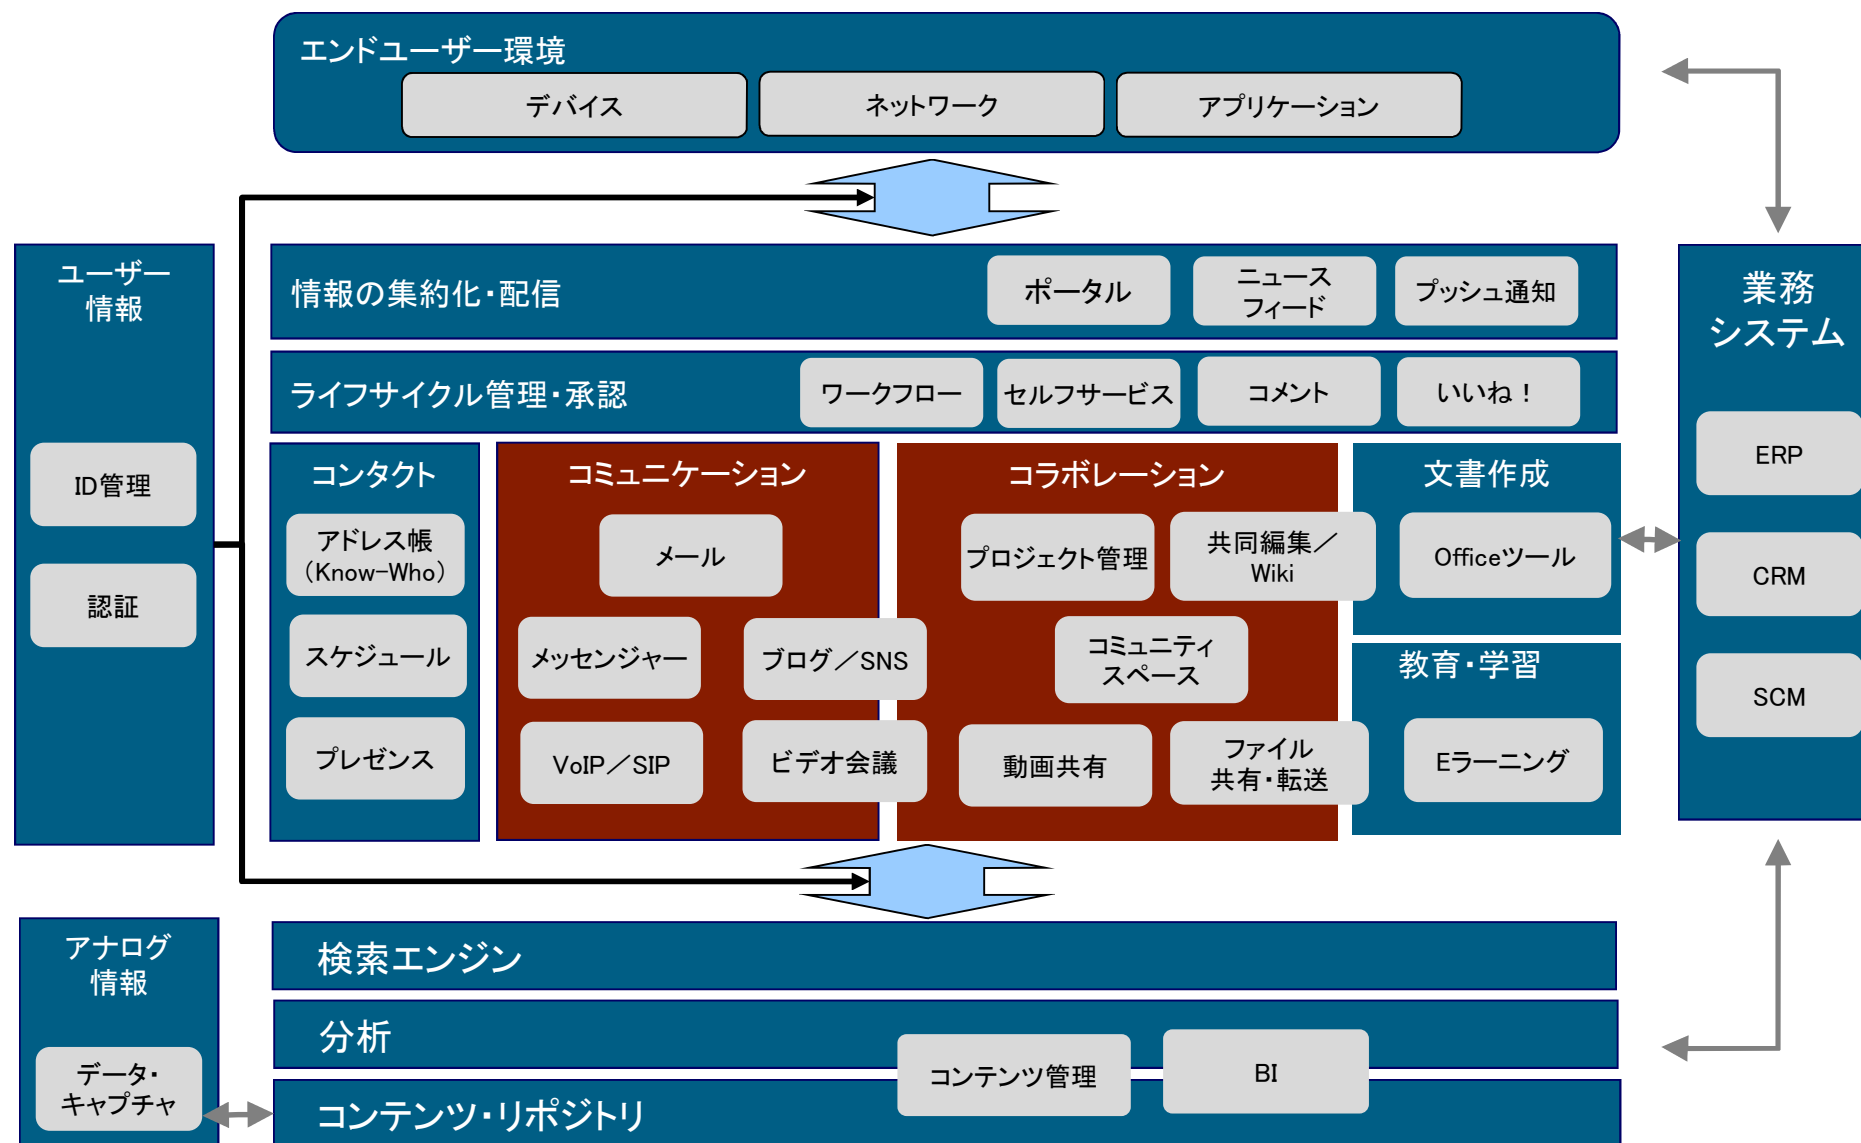 エンドユーザー環境
デバイス
ネットワーク
アプリケーション
ユーザー
情報
ID管理
認証
情報の集約化・配信
ポータル
ニュース
フィード
プッシュ通知
ライフサイクル管理・承認
ワークフロー
セルフサービス
コメント
いいね！
コンタクト
アドレス帳
（Know-Who）
スケジュール
プレゼンス
コミュニケーション
メール
メッセンジャー
ブログ／SNS
VoIP／SIP
ビデオ会議
コラボレーション
プロジェクト管理
共同編集／
Wiki
コミュニティ
スペース
動画共有
ファイル
共有・転送
文書作成
Officeツール
教育・学習
Eラーニング
業務
システム
ERP
CRM
SCM
アナログ
情報
データ・
キャプチャ
検索エンジン
分析
コンテンツ管理
BI
コンテンツ・リポジトリ